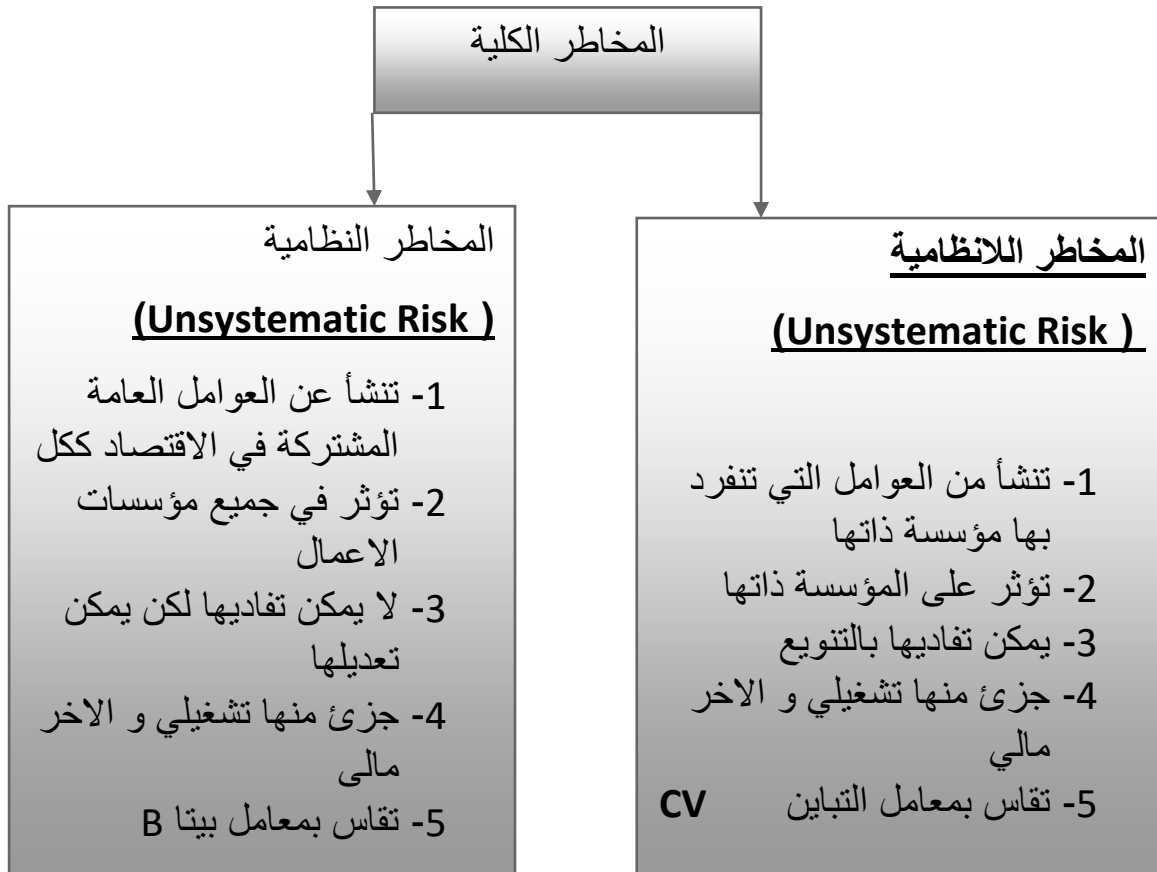 المخاطر الكلية
المخاطر اللانظامية
(Unsystematic Risk )
1- تنشأ من العوامل التي تنفرد
بها مؤسسة ذاتها
2- تؤثر على المؤسسة ذاتها
3- يمكن تفاديها بالتنويع
4- جزئ منها تشغيلي و الاخر
مالي
5- تقاس بمعامل التباين CV
المخاطر النظامية
(Unsystematic Risk )
1- تنشأ عن العوامل العامة
المشتركة في الاقتصاد ككل
2- تؤثر في جميع مؤسسات
الاعمال
3- لا يمكن تفاديها لكن يمكن
تعديلها
4- جزئ منها تشغيلي و الاخر
مالى
5- تقاس بمعامل بيتا B